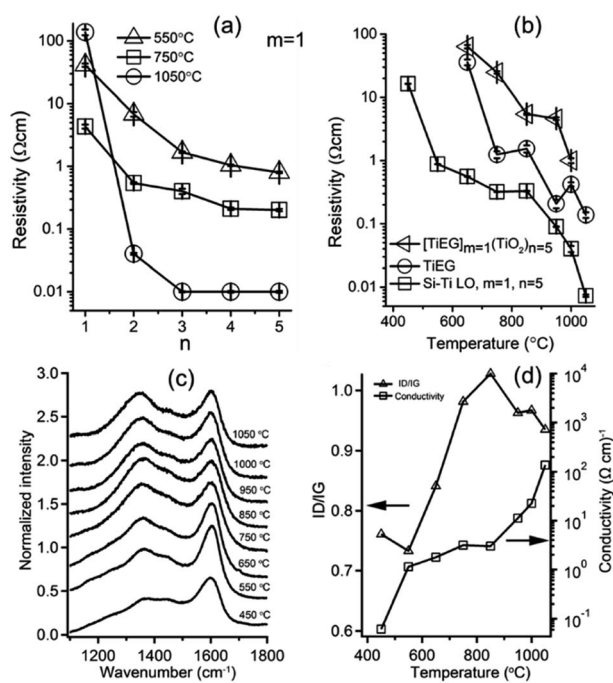 (a)
m=1
550°C
750°C
1050°C
Resistivity (Ωcm)
100
10
1
0.1
0.01
1 2 3 4 5
n
(b)
Resistivity (Ωcm)
100
10
1
0.1
0.01
[TiEG]m=1(TiO2)n=5
TiEG
Si-Ti LO, m=1, n=5
400 600 800 1000
Temperature (°C)
(c)
Normalized intensity
3.0
2.5
2.0
1.5
1.0
0.5
0.0
1050 °C
1000 °C
950 °C
850 °C
750 °C
650 °C
550 °C
450 °C
1200 1400 1600 1800
Wavenumber (cm-1)
(d)
ID/IG
Conductivity
ID/IG
1.0
0.9
0.8
0.7
0.6
10^4
10^3
10^2
10^1
10^0
10^-1
Conductivity (Ω cm)^-1
400 600 800 1000
Temperature (°C)